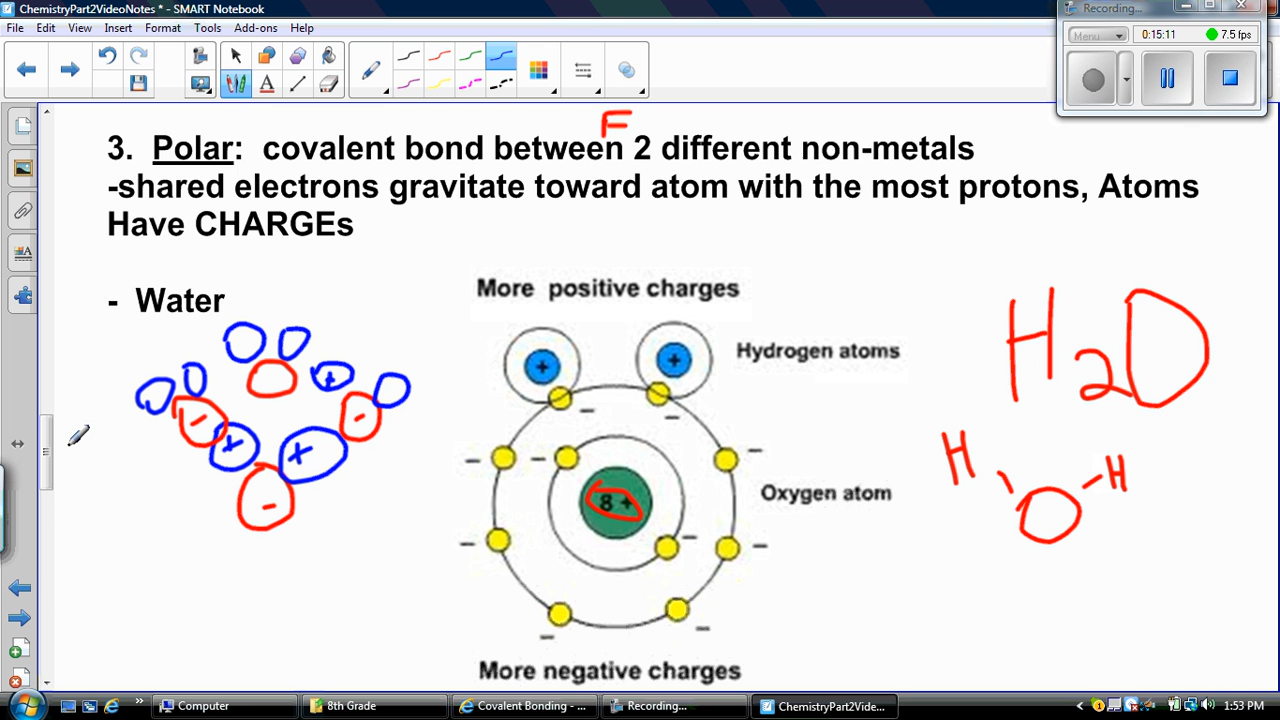 ChemistryPart2VideoNotes * - SMART Notebook
File Edit View Insert Format Tools Add-ons Help
Recording...
Menu 0:15:11 7.5 fps
F
3. Polar: covalent bond between 2 different non-metals
-shared electrons gravitate toward atom with the most protons, Atoms
Have CHARGEs
- Water
More positive charges
+ +
Hydrogen atoms
H2O
+
- -
+ +
-
- -
- - -
8 +
Oxygen atom
H H
O
- - -
- -
More negative charges
Computer 8th Grade Covalent Bonding - ... Recording... ChemistryPart2Vide... 1:53 PM